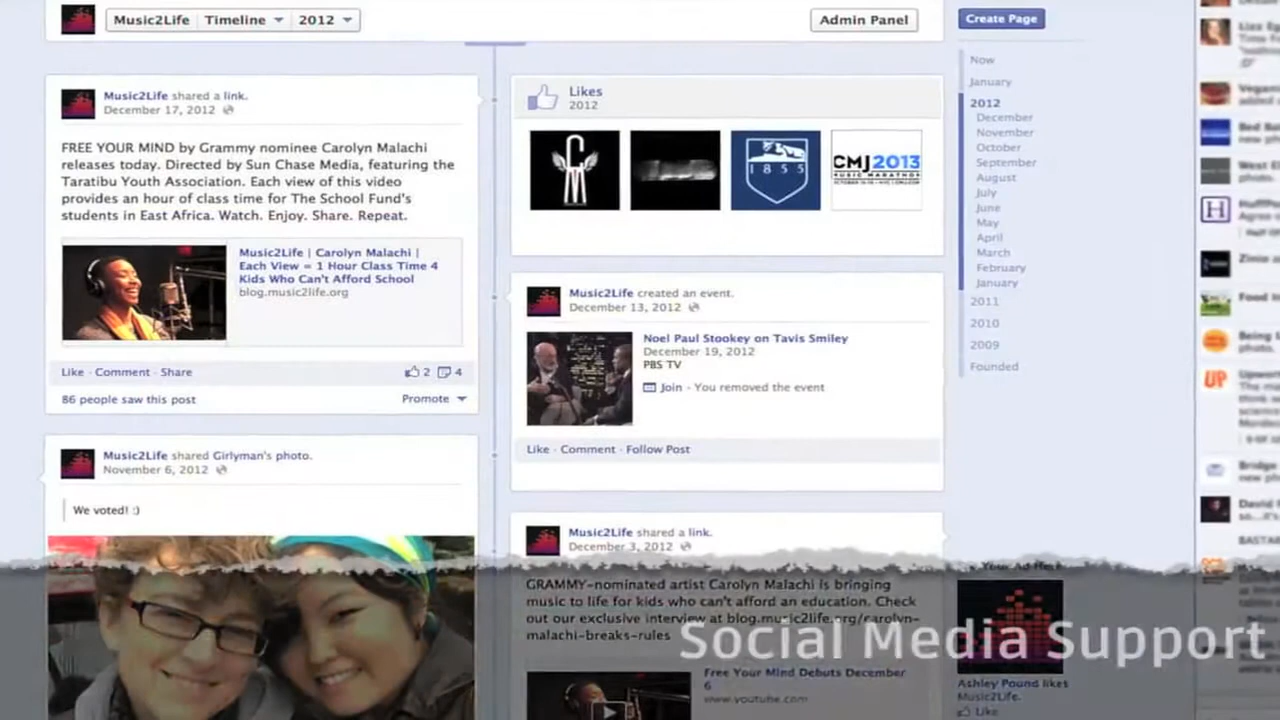 Music2Life
Timeline
2012
Admin Panel
Create Page
Music2Life shared a link.
December 17, 2012
FREE YOUR MIND by Grammy nominee Carolyn Malachi
releases today. Directed by Sun Chase Media, featuring the
Taratibu Youth Association. Each view of this video
provides an hour of class time for The School Fund's
students in East Africa. Watch. Enjoy. Share. Repeat.
Music2Life | Carolyn Malachi |
Each View = 1 Hour Class Time 4
Kids Who Can't Afford School
blog.music2life.org
Like · Comment · Share
2
4
86 people saw this post
Promote
Music2Life shared Girlyman's photo.
November 6, 2012
We voted! :)
Likes
2012
1855
CMJ2013
MUSIC MARATHON
Music2Life created an event.
December 13, 2012
Noel Paul Stookey on Tavis Smiley
December 19, 2012
PBS TV
Join · You removed the event
Like · Comment · Follow Post
Music2Life shared a link.
December 3, 2012
GRAMMY-nominated artist Carolyn Malachi is bringing
music to life for kids who can't afford an education. Check
out our exclusive interview at blog.music2life.org/carolyn-
malachi-breaks-rules
Free Your Mind Debuts December
6
www.youtube.com
Now
January
2012
December
November
October
September
August
July
June
May
April
March
February
January
2011
2010
2009
Founded
Your Ad Here
Ashley Pound likes
Music2Life.
Like
H
UP
Social Media Support